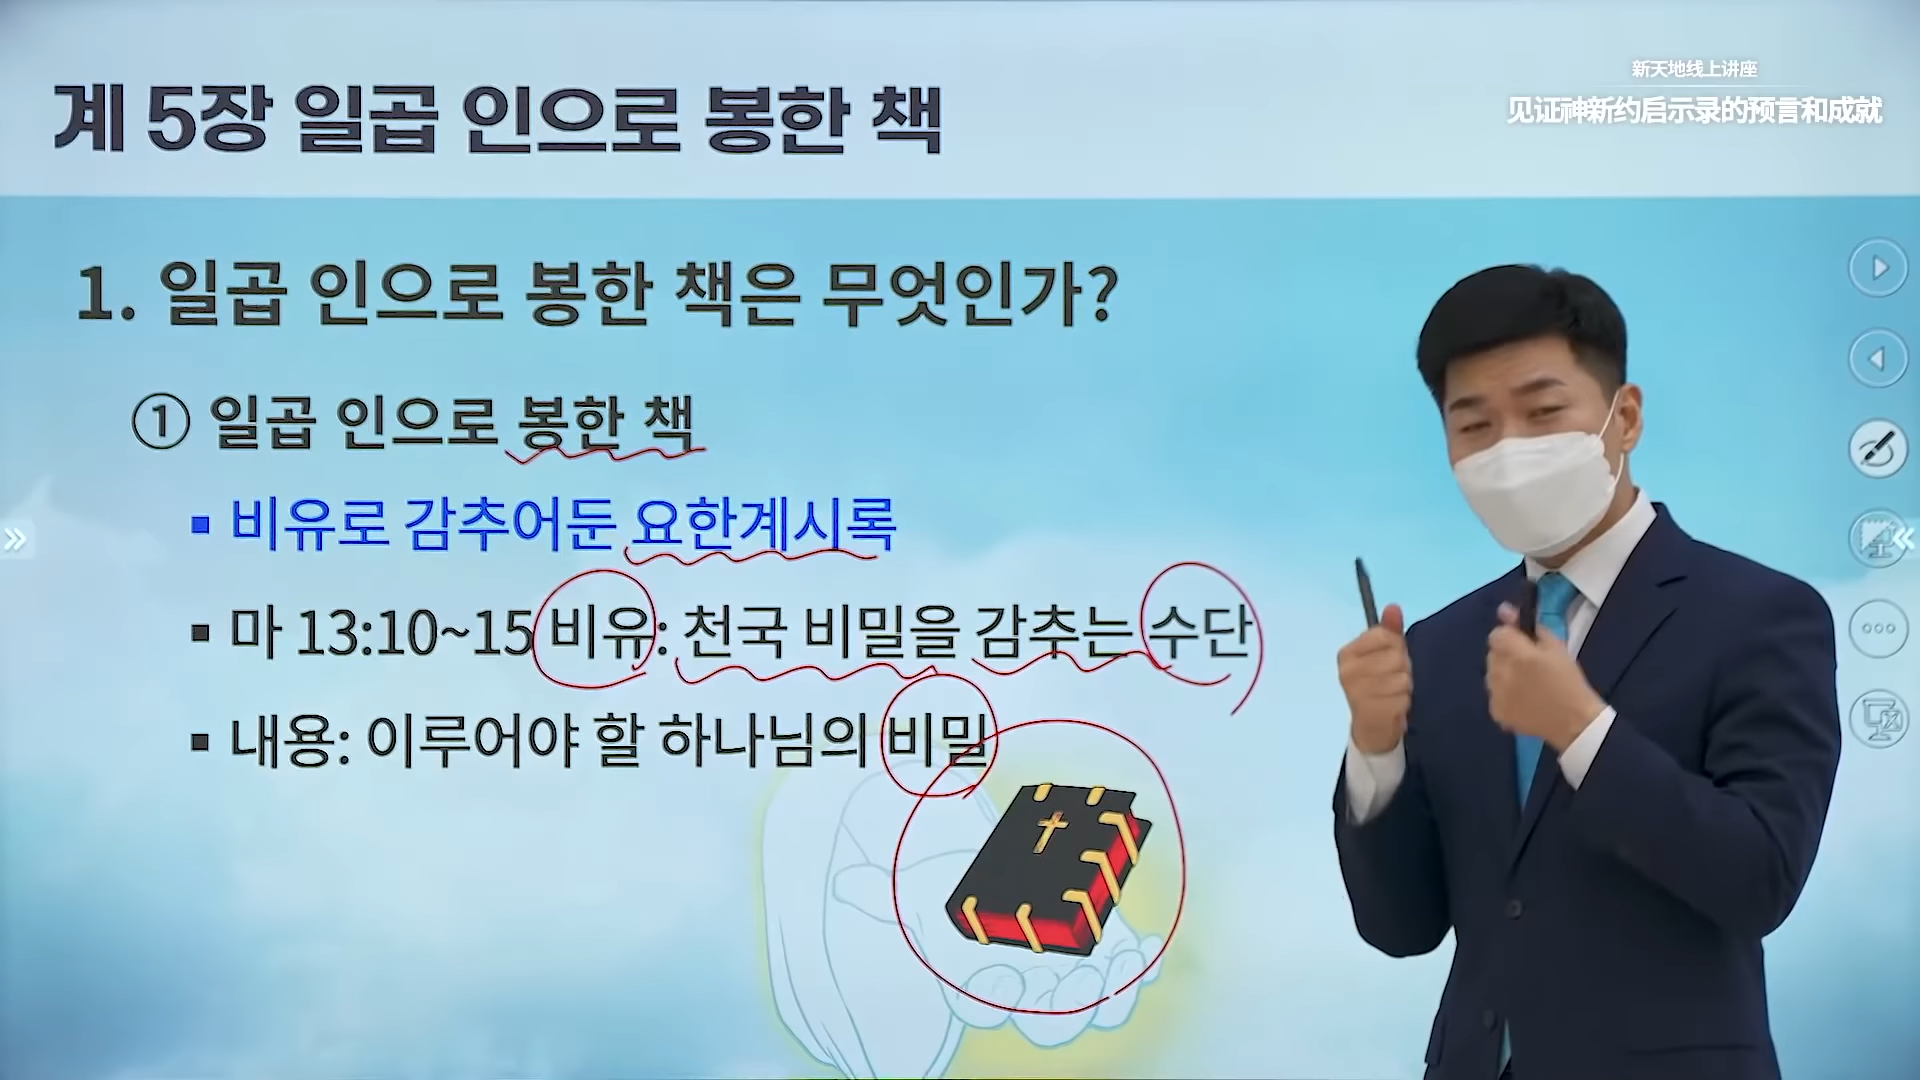 新天地线上讲座
见证神新约启示录的预言和成就
계 5장 일곱 인으로 봉한 책
1. 일곱 인으로 봉한 책은 무엇인가?
① 일곱 인으로 봉한 책
▪ 비유로 감추어둔 요한계시록
▪ 마 13:10~15 비유: 천국 비밀을 감추는 수단
▪ 내용: 이루어야 할 하나님의 비밀